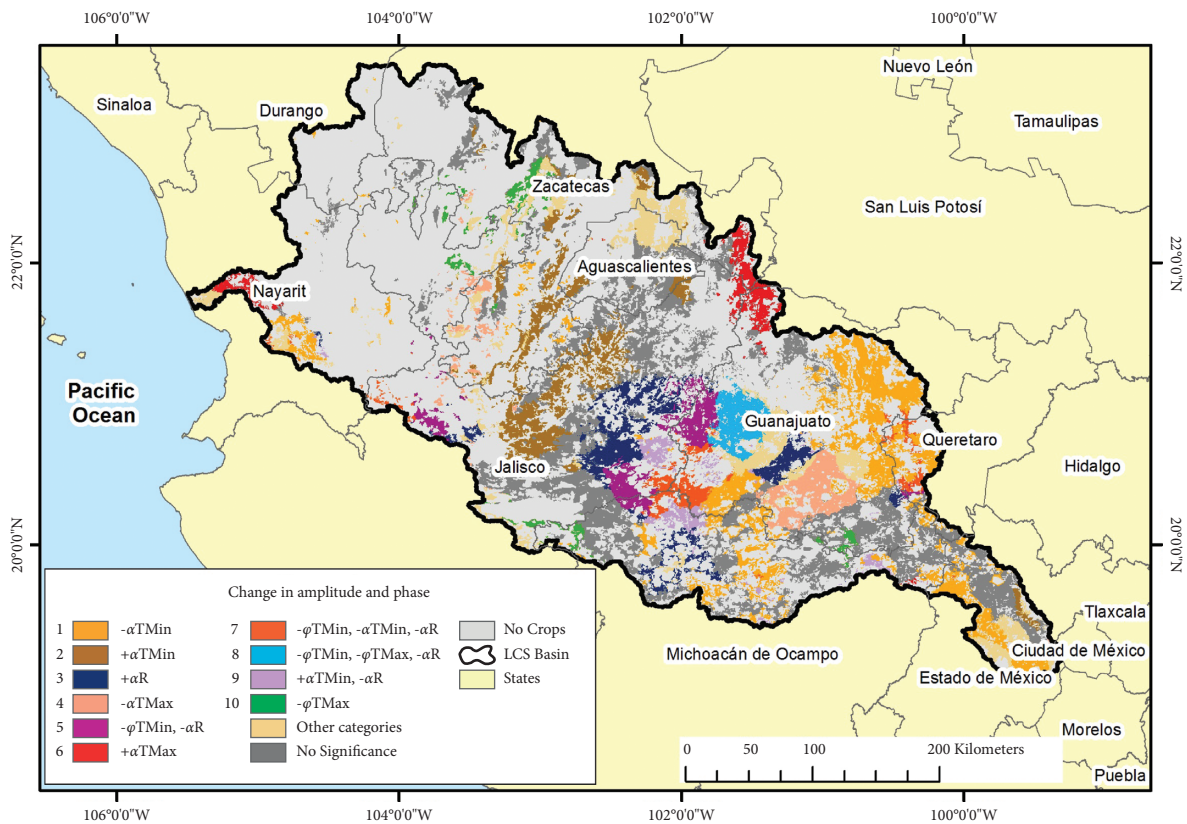 106°0'0"W
104°0'0"W
102°0'0"W
100°0'0"W
Nuevo León
Sinaloa
Durango
Tamaulipas
Zacatecas
San Luis Potosí
22°0'0"N
22°0'0"N
Aguascalientes
Nayarit
Pacific
Ocean
Guanajuato
Queretaro
Jalisco
Hidalgo
20°0'0"N
20°0'0"N
Change in amplitude and phase
1 -αTMin
2 +αTMin
3 +αR
4 -αTMax
5 -φTMin, -αR
6 +αTMax
7 -φTMin, -αTMin, -αR
8 -φTMin, -φTMax, -αR
9 +αTMin, -αR
10 -φTMax
Other categories
No Significance
No Crops
LCS Basin
States
Tlaxcala
Ciudad de México
Michoacán de Ocampo
Estado de México
Morelos
Puebla
0 50 100 200 Kilometers
106°0'0"W
104°0'0"W
102°0'0"W
100°0'0"W